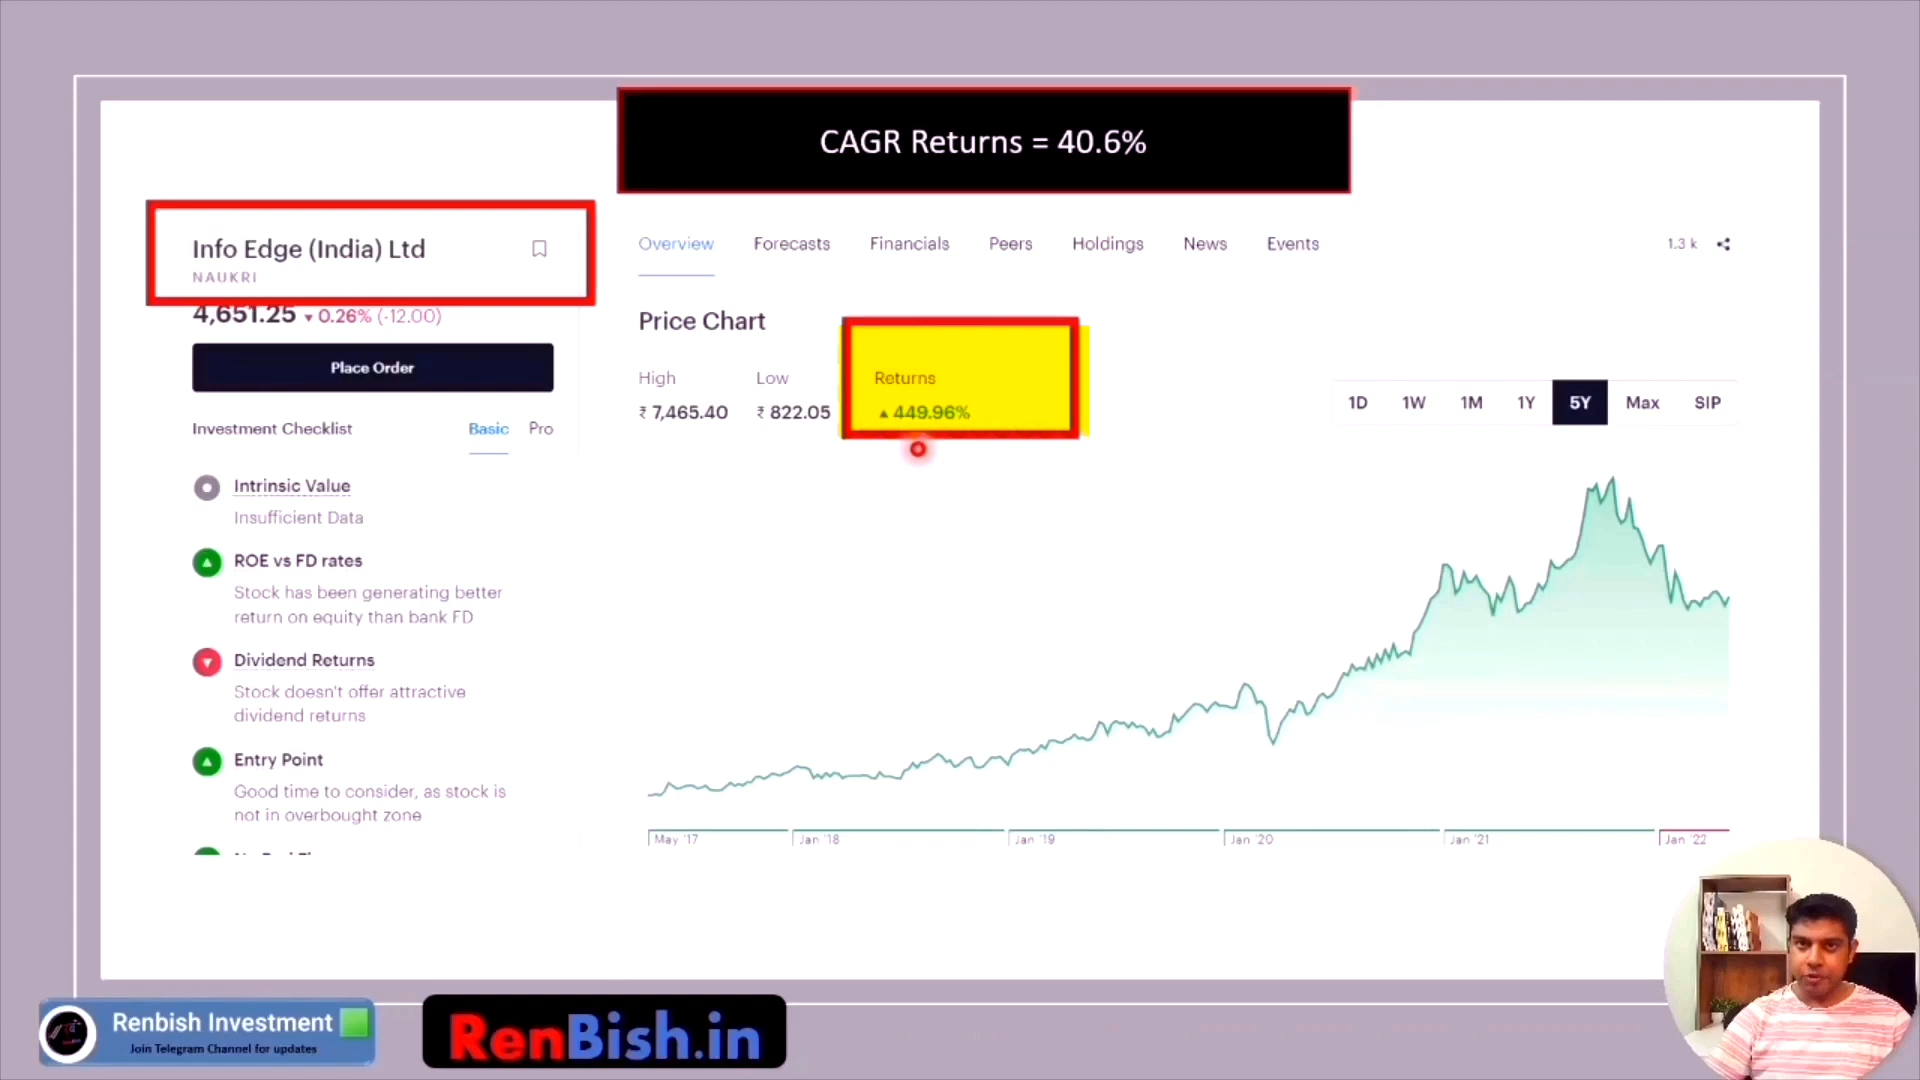 CAGR Returns = 40.6%
Info Edge (India) Ltd
NAUKRI
4,651.25 ▼ 0.26% (-12.00)
Place Order
Investment Checklist Basic Pro
Intrinsic Value
Insufficient Data
ROE vs FD rates
Stock has been generating better
return on equity than bank FD
Dividend Returns
Stock doesn't offer attractive
dividend returns
Entry Point
Good time to consider, as stock is
not in overbought zone
Overview Forecasts Financials Peers Holdings News Events
1.3 k
Price Chart
High Low Returns
₹ 7,465.40 ₹ 822.05 ▲ 449.96%
1D 1W 1M 1Y 5Y Max SIP
May '17 Jan '18 Jan '19 Jan '20 Jan '21 Jan '22
Renbish Investment
Join Telegram Channel for updates
RenBish.in